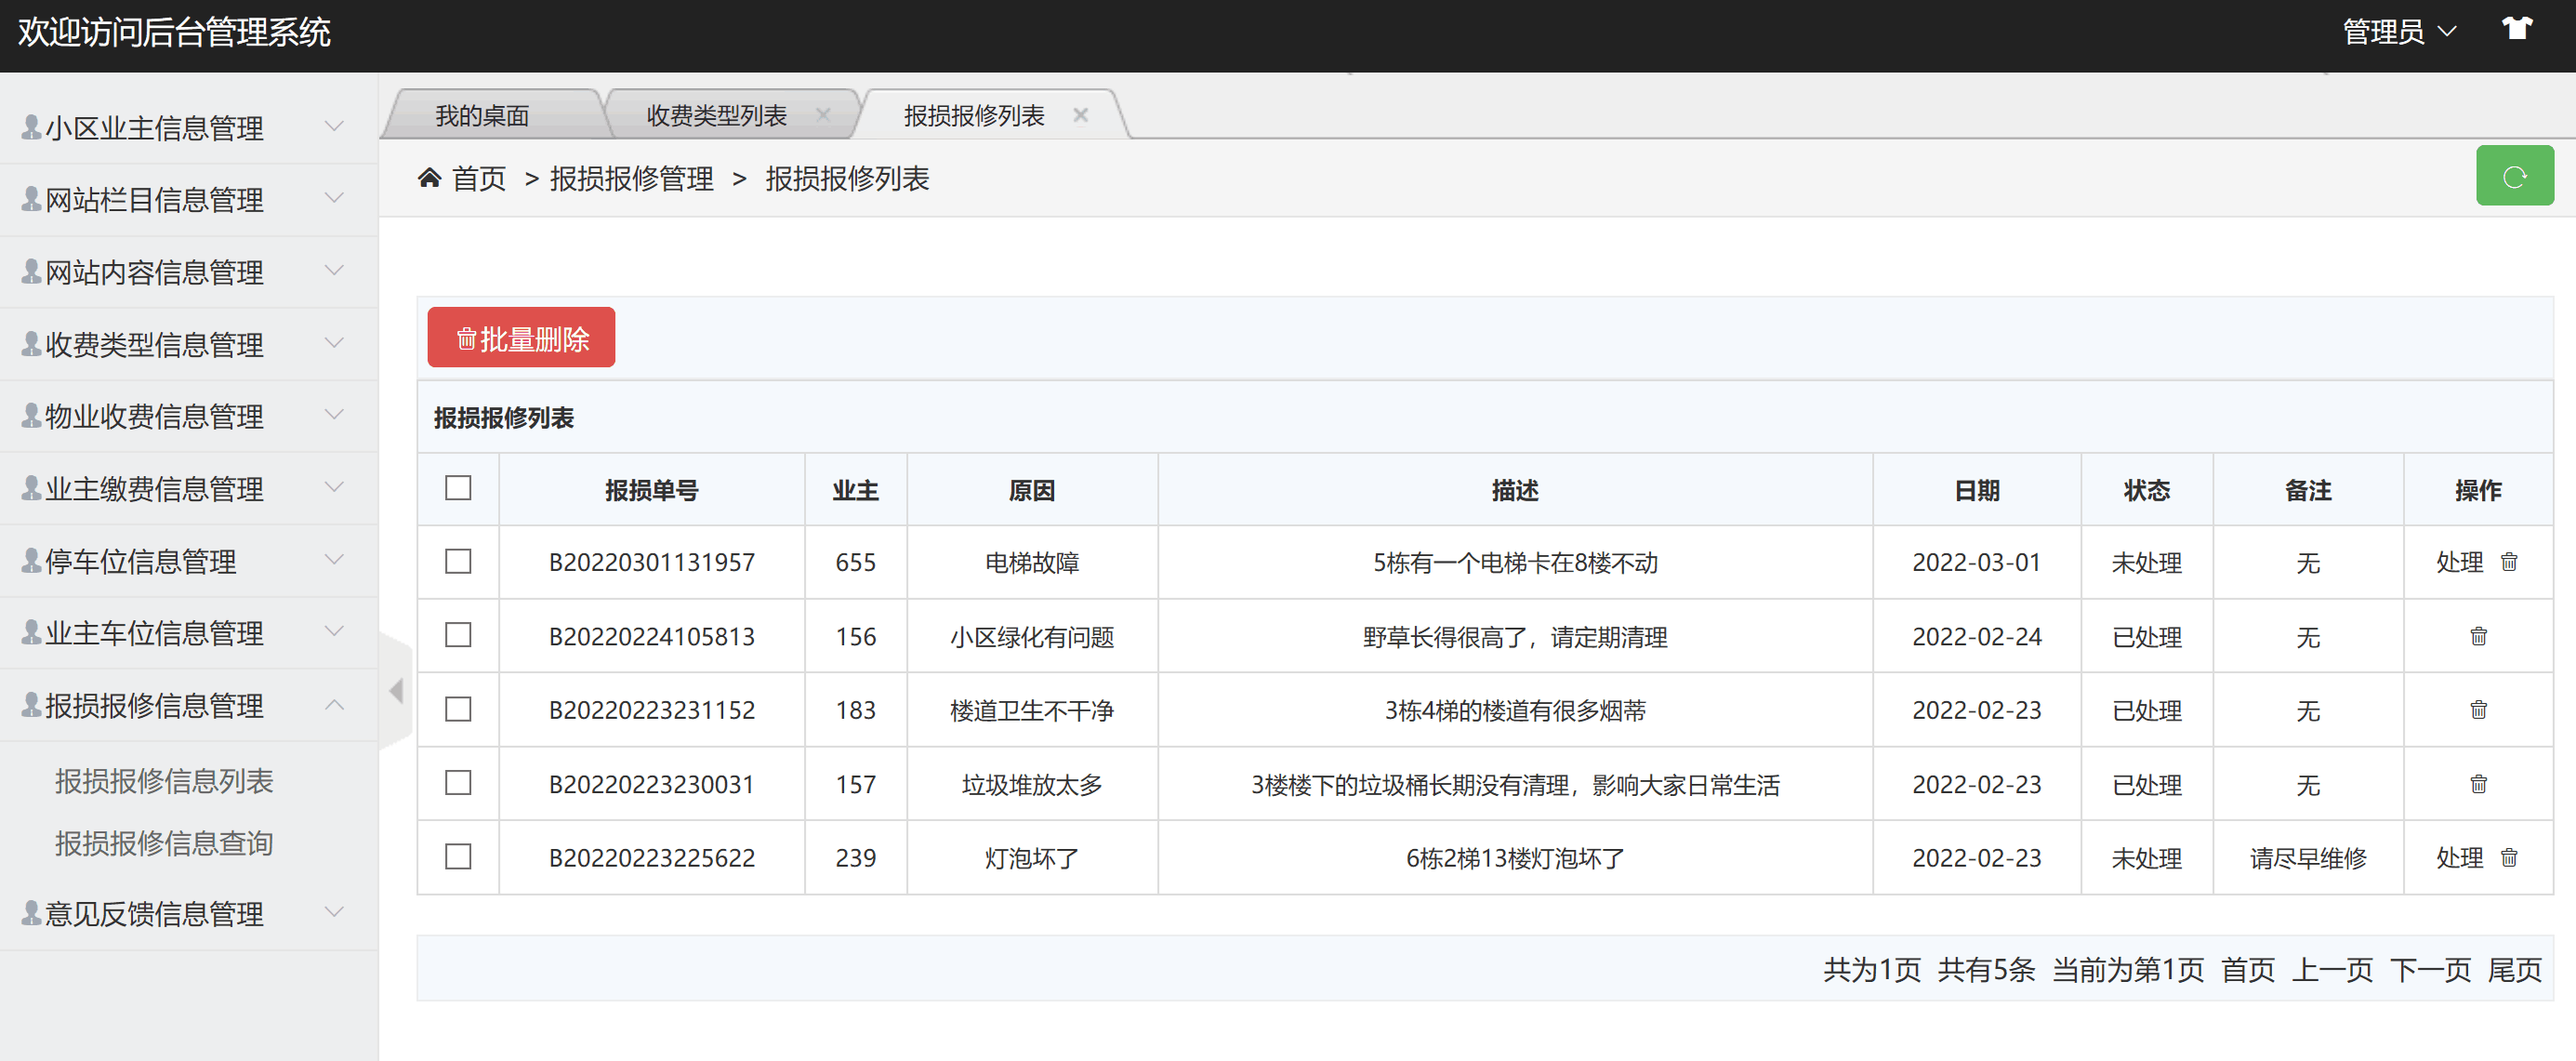 欢迎访问后台管理系统
管理员
小区业主信息管理
网站栏目信息管理
网站内容信息管理
收费类型信息管理
物业收费信息管理
业主缴费信息管理
停车位信息管理
业主车位信息管理
报损报修信息管理
报损报修信息列表
报损报修信息查询
意见反馈信息管理
我的桌面 收费类型列表 报损报修列表
首页 > 报损报修管理 > 报损报修列表
批量删除
报损报修列表
报损单号 业主 原因 描述 日期 状态 备注 操作
B20220301131957 655 电梯故障 5栋有一个电梯卡在8楼不动 2022-03-01 未处理 无 处理
B20220224105813 156 小区绿化有问题 野草长得很高了，请定期清理 2022-02-24 已处理 无
B20220223231152 183 楼道卫生不干净 3栋4梯的楼道有很多烟蒂 2022-02-23 已处理 无
B20220223230031 157 垃圾堆放太多 3楼楼下的垃圾桶长期没有清理，影响大家日常生活 2022-02-23 已处理 无
B20220223225622 239 灯泡坏了 6栋2梯13楼灯泡坏了 2022-02-23 未处理 请尽早维修 处理
共为1页 共有5条 当前为第1页 首页 上一页 下一页 尾页